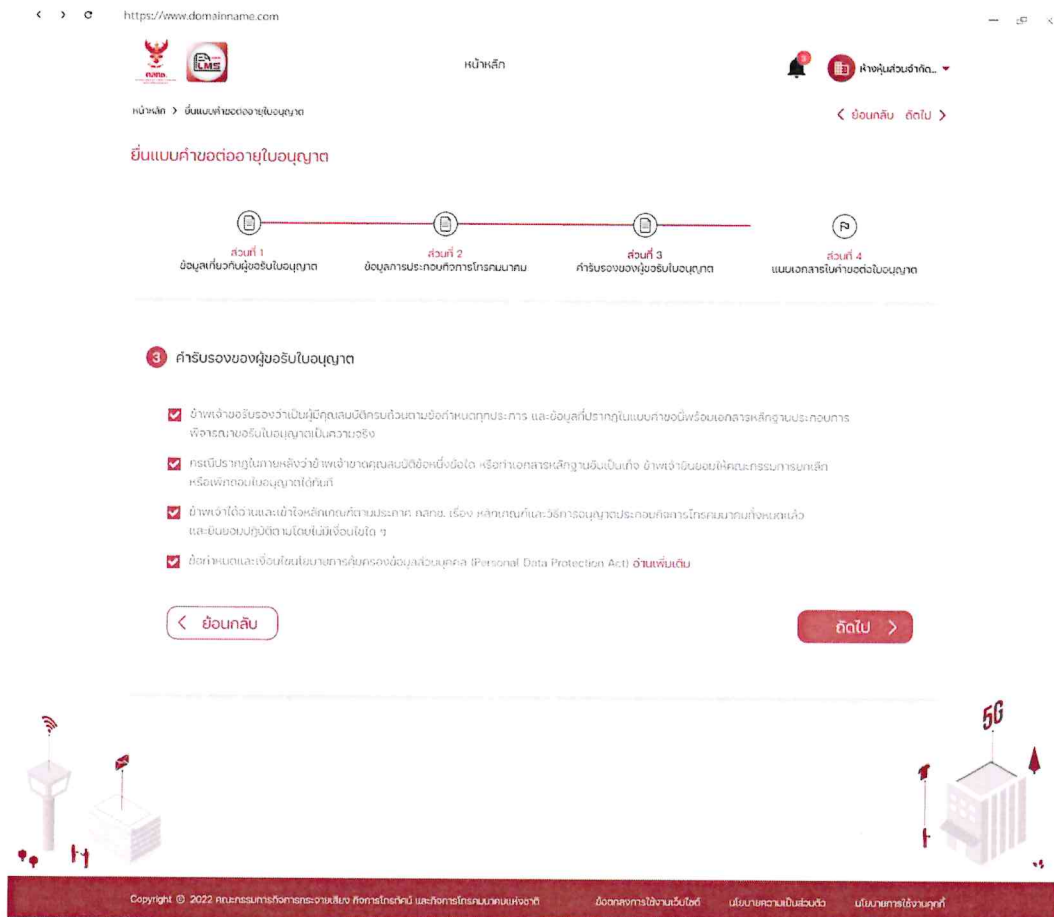 https://www.domainname.com
กสทช.
LMS
หน้าหลัก
3
ห้างหุ้นส่วนจำกัด...
หน้าหลัก > ยื่นแบบคำขอต่ออายุใบอนุญาต
< ย้อนกลับ ถัดไป >
ยื่นแบบคำขอต่ออายุใบอนุญาต
ส่วนที่ 1
ข้อมูลเกี่ยวกับผู้ขอรับใบอนุญาต
ส่วนที่ 2
ข้อมูลการประกอบกิจการโทรคมนาคม
ส่วนที่ 3
คำรับรองของผู้ขอรับใบอนุญาต
ส่วนที่ 4
แนบเอกสารใบคำขอต่อใบอนุญาต
3 คำรับรองของผู้ขอรับใบอนุญาต
ข้าพเจ้าขอรับรองว่าเป็นผู้มีคุณสมบัติครบถ้วนตามข้อกำหนดทุกประการ และข้อมูลที่ปรากฏในแบบคำขอนี้พร้อมเอกสารหลักฐานประกอบการ
พิจารณาขอรับใบอนุญาตเป็นความจริง
กรณีปรากฏในภายหลังว่าข้าพเจ้าขาดคุณสมบัติข้อหนึ่งข้อใด หรือทำเอกสารหลักฐานอันเป็นเท็จ ข้าพเจ้ายินยอมให้คณะกรรมการยกเลิก
หรือเพิกถอนใบอนุญาตได้ทันที
ข้าพเจ้าได้อ่านและเข้าใจหลักเกณฑ์ตามประกาศ กสทช. เรื่อง หลักเกณฑ์และวิธีการอนุญาตประกอบกิจการโทรคมนาคมทั้งหมดแล้ว
และยินยอมปฏิบัติตามโดยไม่มีเงื่อนไขใด ๆ
ข้อกำหนดและเงื่อนไขนโยบายการคุ้มครองข้อมูลส่วนบุคคล (Personal Data Protection Act) อ่านเพิ่มเติม
< ย้อนกลับ
ถัดไป >
5G
Copyright © 2022 คณะกรรมการกิจการกระจายเสียง กิจการโทรทัศน์ และกิจการโทรคมนาคมแห่งชาติ
ข้อตกลงการใช้งานเว็บไซต์
นโยบายความเป็นส่วนตัว
นโยบายการใช้งานคุกกี้